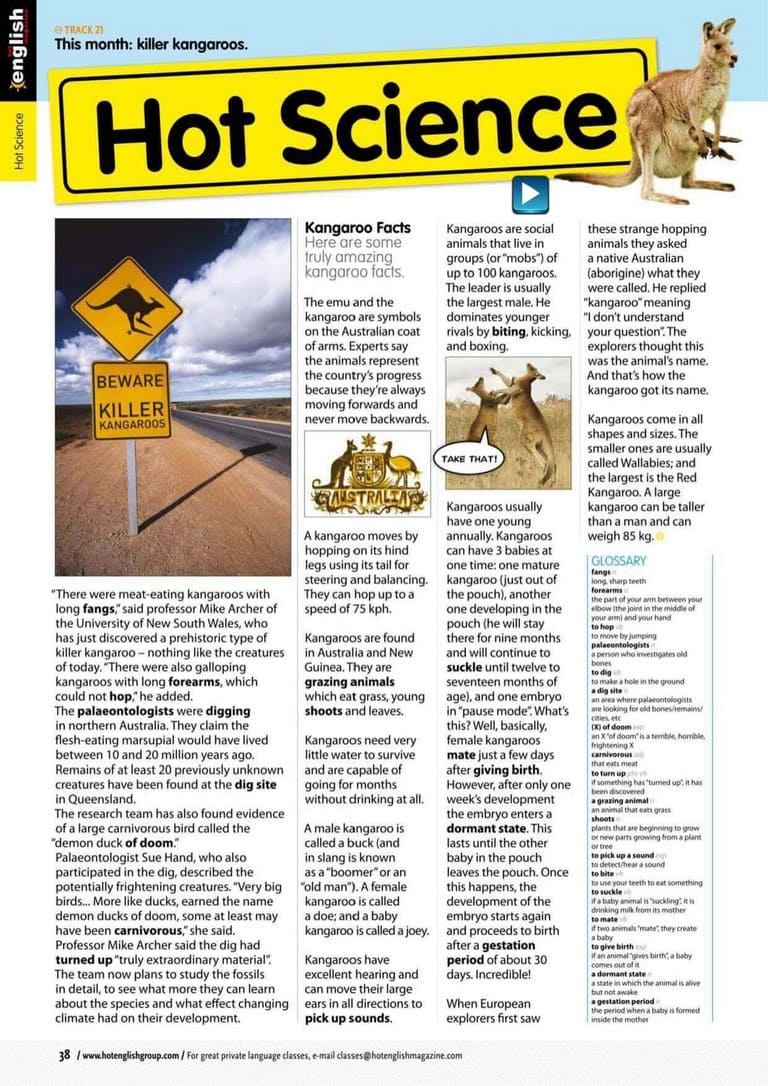 english
Hot Science
TRACK 21
This month: killer kangaroos.
Hot Science
BEWARE
KILLER
KANGAROOS
"There were meat-eating kangaroos with
long fangs," said professor Mike Archer of
the University of New South Wales, who
has just discovered a prehistoric type of
killer kangaroo – nothing like the creatures
of today. "There were also galloping
kangaroos with long forearms, which
could not hop," he added.
The palaeontologists were digging
in northern Australia. They claim the
flesh-eating marsupial would have lived
between 10 and 20 million years ago.
Remains of at least 20 previously unknown
creatures have been found at the dig site
in Queensland.
The research team has also found evidence
of a large carnivorous bird called the
"demon duck of doom."
Palaeontologist Sue Hand, who also
participated in the dig, described the
potentially frightening creatures. "Very big
birds... More like ducks, earned the name
demon ducks of doom, some at least may
have been carnivorous," she said.
Professor Mike Archer said the dig had
turned up "truly extraordinary material".
The team now plans to study the fossils
in detail, to see what more they can learn
about the species and what effect changing
climate had on their development.
Kangaroo Facts
Here are some
truly amazing
kangaroo facts.
The emu and the
kangaroo are symbols
on the Australian coat
of arms. Experts say
the animals represent
the country's progress
because they're always
moving forwards and
never move backwards.
AUSTRALIA
A kangaroo moves by
hopping on its hind
legs using its tail for
steering and balancing.
They can hop up to a
speed of 75 kph.
Kangaroos are found
in Australia and New
Guinea. They are
grazing animals
which eat grass, young
shoots and leaves.
Kangaroos need very
little water to survive
and are capable of
going for months
without drinking at all.
A male kangaroo is
called a buck (and
in slang is known
as a "boomer" or an
"old man"). A female
kangaroo is called
a doe; and a baby
kangaroo is called a joey.
Kangaroos have
excellent hearing and
can move their large
ears in all directions to
pick up sounds.
Kangaroos are social
animals that live in
groups (or "mobs") of
up to 100 kangaroos.
The leader is usually
the largest male. He
dominates younger
rivals by biting, kicking,
and boxing.
TAKE THAT!
Kangaroos usually
have one young
annually. Kangaroos
can have 3 babies at
one time: one mature
kangaroo (just out of
the pouch), another
one developing in the
pouch (he will stay
there for nine months
and will continue to
suckle until twelve to
seventeen months of
age), and one embryo
in "pause mode". What's
this? Well, basically,
female kangaroos
mate just a few days
after giving birth.
However, after only one
week's development
the embryo enters a
dormant state. This
lasts until the other
baby in the pouch
leaves the pouch. Once
this happens, the
development of the
embryo starts again
and proceeds to birth
after a gestation
period of about 30
days. Incredible!
When European
explorers first saw
these strange hopping
animals they asked
a native Australian
(aborigine) what they
were called. He replied
"kangaroo" meaning
"I don't understand
your question". The
explorers thought this
was the animal's name.
And that's how the
kangaroo got its name.
Kangaroos come in all
shapes and sizes. The
smaller ones are usually
called Wallabies; and
the largest is the Red
Kangaroo. A large
kangaroo can be taller
than a man and can
weigh 85 kg.
GLOSSARY
fangs n
long, sharp teeth
forearms n
the part of your arm between your
elbow (the joint in the middle of
your arm) and your hand
to hop vb
to move by jumping
palaeontologists n
a person who investigates old
bones
to dig vb
to make a hole in the ground
a dig site n
an area where palaeontologists
are looking for old bones/remains/
cities, etc
(X) of doom exp
an X "of doom" is a terrible, horrible,
frightening X
carnivorous adj
that eats meat
to turn up phr vb
if something has "turned up", it has
been discovered
a grazing animal n
an animal that eats grass
shoots n
plants that are beginning to grow
or new parts growing from a plant
or tree
to pick up a sound exp
to detect/hear a sound
to bite vb
to use your teeth to eat something
to suckle vb
if a baby animal is "suckling", it is
drinking milk from its mother
to mate vb
if two animals "mate", they create
a baby
to give birth exp
if an animal "gives birth", a baby
comes out of it
a dormant state n
a state in which the animal is alive
but not awake
a gestation period n
the period when a baby is formed
inside the mother
38 / www.hotenglishgroup.com / For great private language classes, e-mail classes@hotenglishmagazine.com